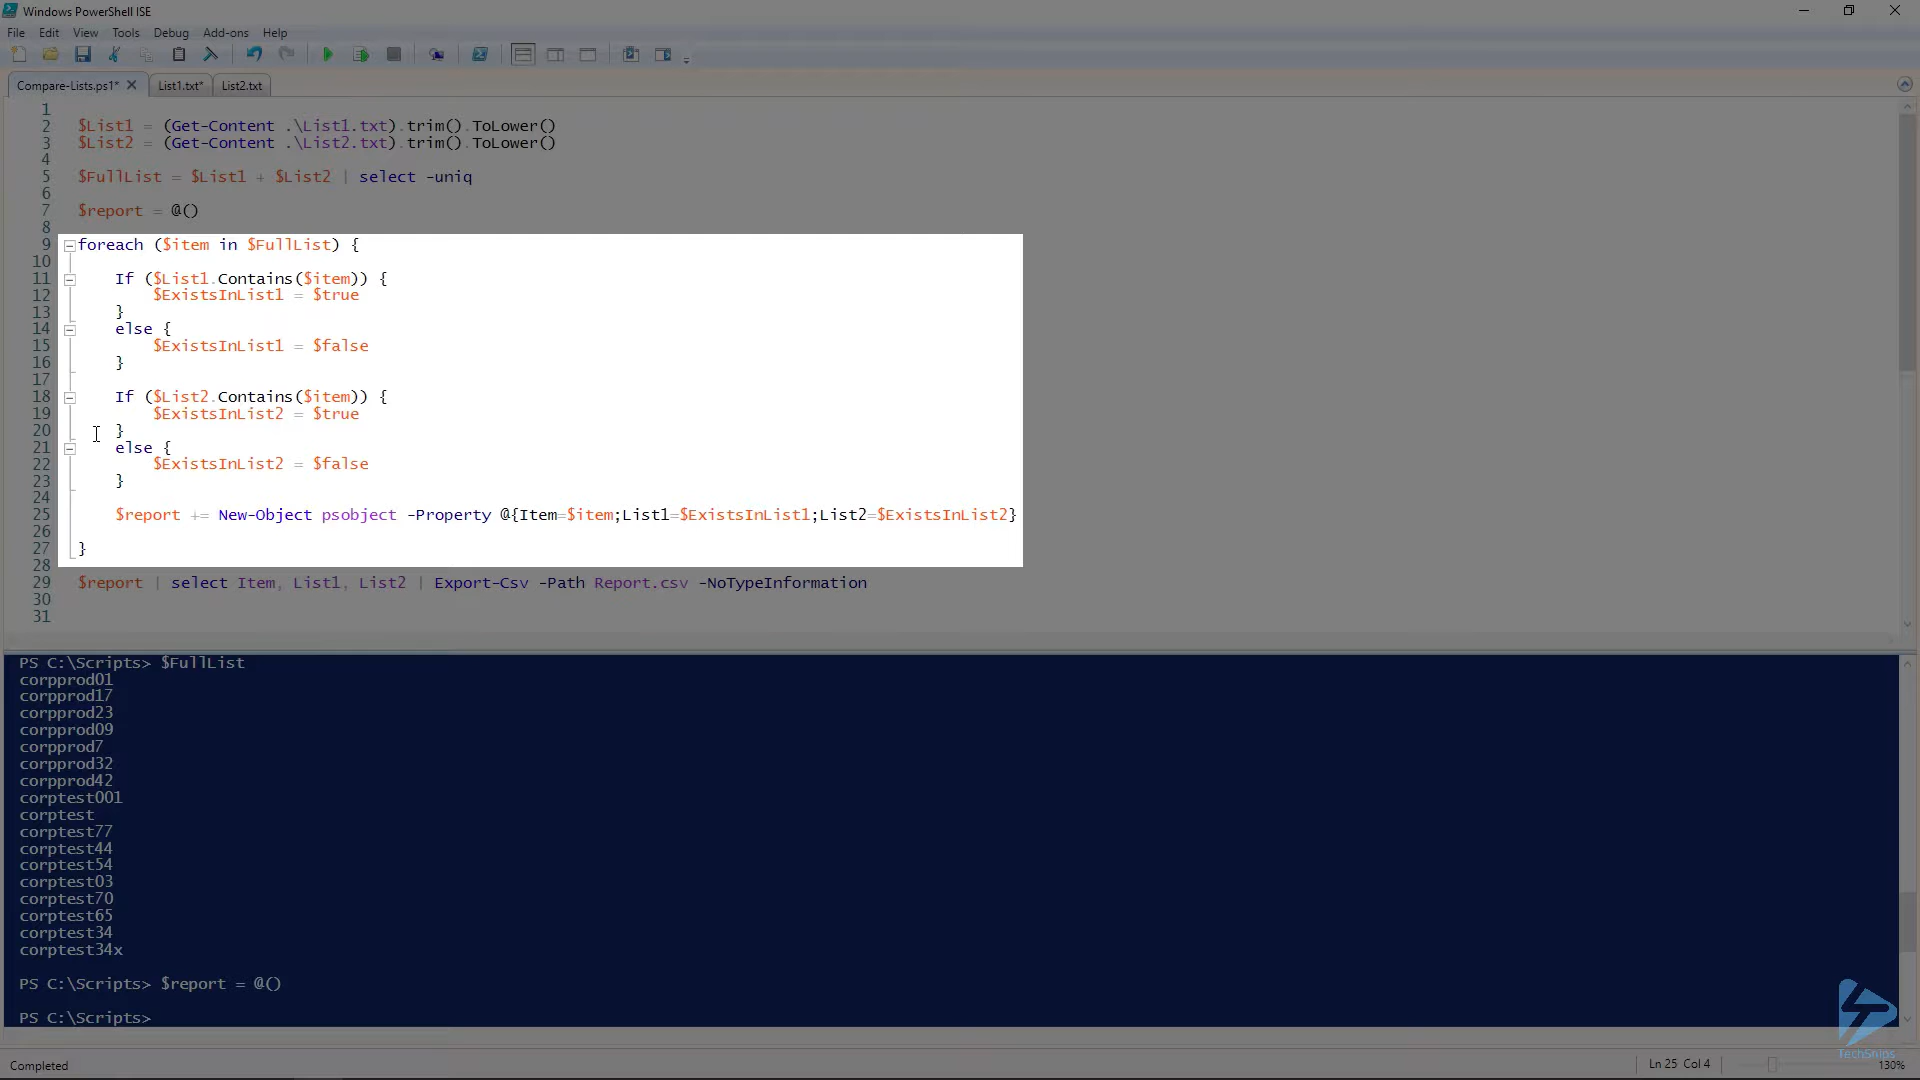 Windows PowerShell ISE
File Edit View Tools Debug Add-ons Help
Compare-Lists.ps1* List1.txt* List2.txt
1
2 $List1 = (Get-Content .\List1.txt).trim().ToLower()
3 $List2 = (Get-Content .\List2.txt).trim().ToLower()
4
5 $FullList = $List1 + $List2 | select -uniq
6
7 $report = @()
8
9 foreach ($item in $FullList) {
10
11 If ($List1.Contains($item)) {
12 $ExistsInList1 = $true
13 }
14 else {
15 $ExistsInList1 = $false
16 }
17
18 If ($List2.Contains($item)) {
19 $ExistsInList2 = $true
20 }
21 else {
22 $ExistsInList2 = $false
23 }
24
25 $report += New-Object psobject -Property @{Item=$item;List1=$ExistsInList1;List2=$ExistsInList2}
26
27 }
28
29 $report | select Item, List1, List2 | Export-Csv -Path Report.csv -NoTypeInformation
30
31
PS C:\Scripts> $FullList
corpprod01
corpprod17
corpprod23
corpprod09
corpprod7
corpprod32
corpprod42
corptest001
corptest
corptest77
corptest44
corptest54
corptest03
corptest70
corptest65
corptest34
corptest34x
PS C:\Scripts> $report = @()
PS C:\Scripts>
TechSnips
Completed Ln 25 Col 4 130%